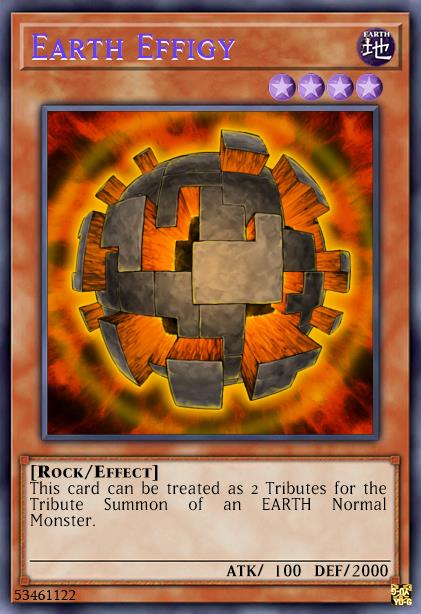 Earth Effigy
EARTH
地
[Rock/Effect]
This card can be treated as 2 Tributes for the
Tribute Summon of an EARTH Normal
Monster.
ATK/ 100 DEF/2000
53461122